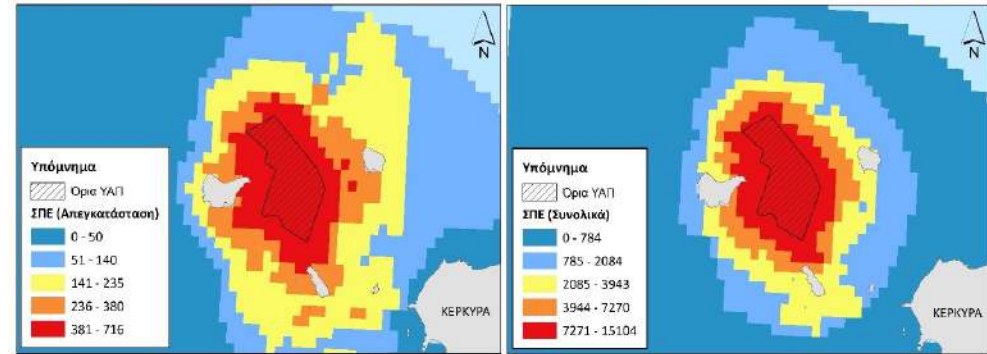 N
Υπόμνημα
Όρια ΥΑΠ
ΣΠΕ (Απεγκατάσταση)
0 - 50
51 - 140
141 - 235
236 - 380
381 - 716
ΚΕΡΚΥΡΑ
N
Υπόμνημα
Όρια ΥΑΠ
ΣΠΕ (Συνολικά)
0 - 784
785 - 2084
2085 - 3943
3944 - 7270
7271 - 15104
ΚΕΡΚΥΡΑ